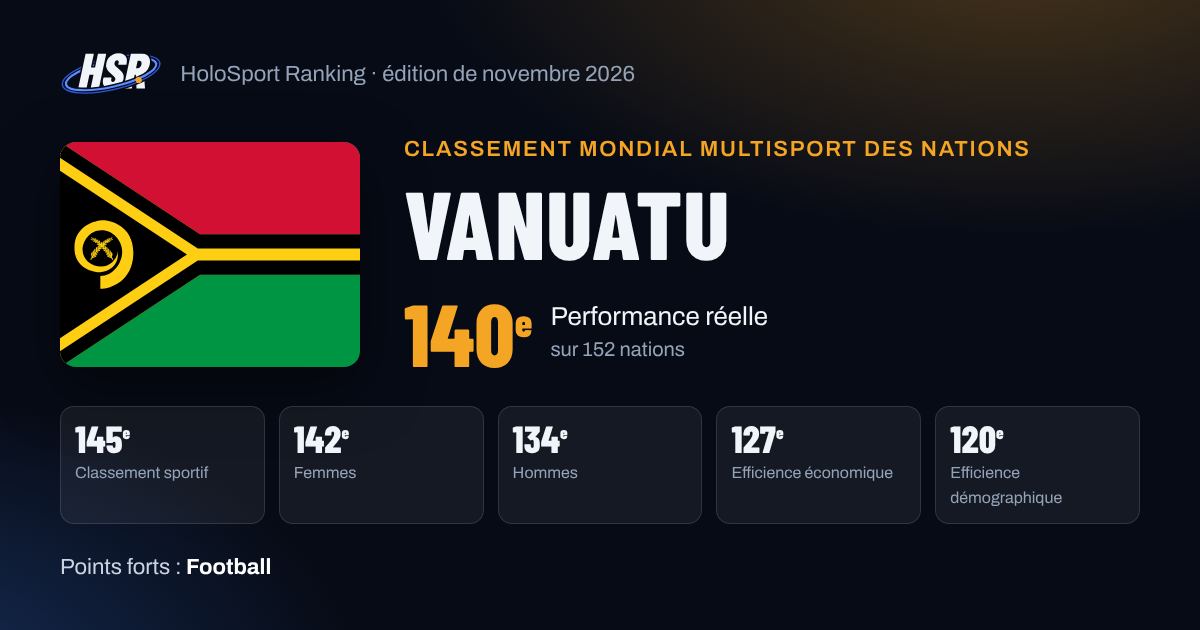 HSR
HoloSport Ranking · édition de novembre 2026
CLASSEMENT MONDIAL MULTISPORT DES NATIONS
VANUATU
140e
Performance réelle
sur 152 nations
145e
Classement sportif
142e
Femmes
134e
Hommes
127e
Efficience économique
120e
Efficience
démographique
Points forts : Football